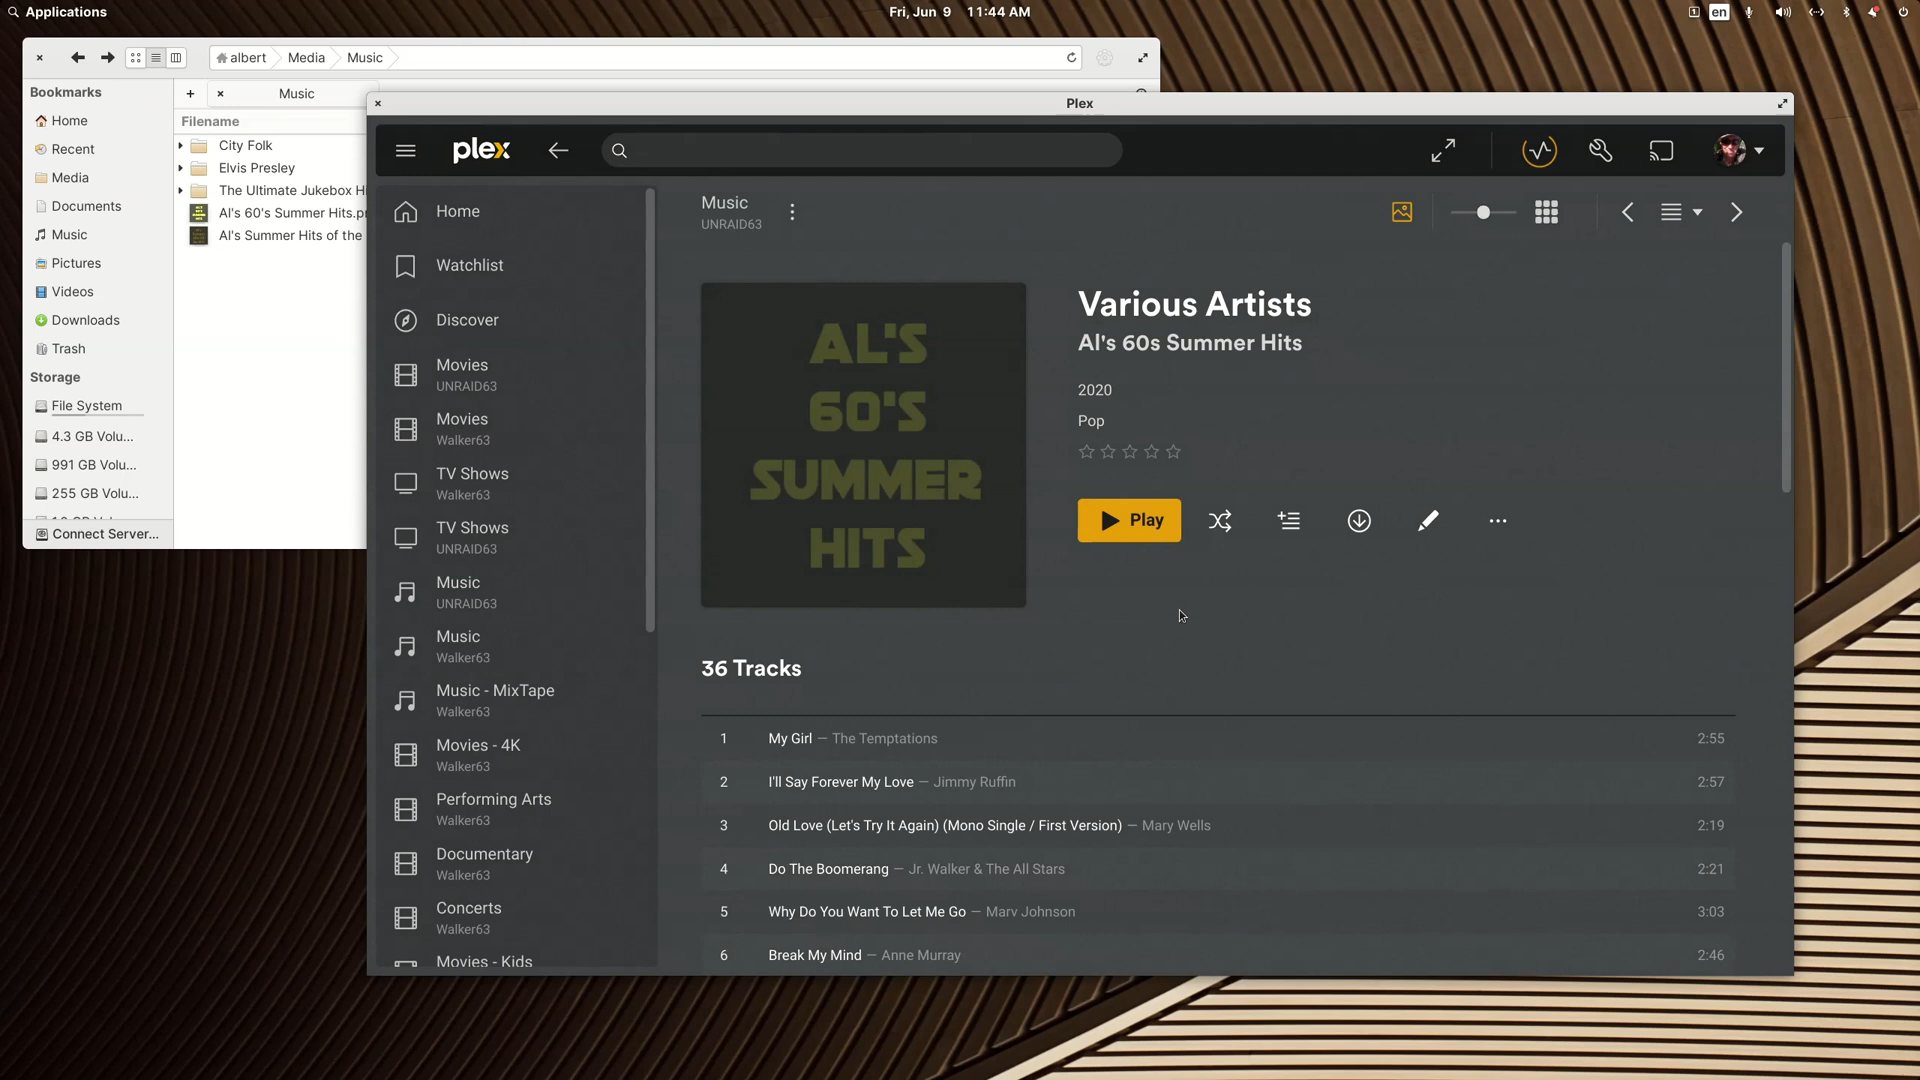 Applications
Fri, Jun 9 11:44 AM
1
en
albert
Media
Music
Music
Bookmarks
Home
Recent
Media
Documents
Music
Pictures
Videos
Downloads
Trash
Storage
File System
4.3 GB Volu...
991 GB Volu...
255 GB Volu...
Connect Server...
Filename
City Folk
Elvis Presley
The Ultimate Jukebox Hi
Al's 60's Summer Hits.pr
Al's Summer Hits of the
Plex
plex
Home
Watchlist
Discover
Movies
UNRAID63
Movies
Walker63
TV Shows
Walker63
TV Shows
UNRAID63
Music
UNRAID63
Music
Walker63
Music - MixTape
Walker63
Movies - 4K
Walker63
Performing Arts
Walker63
Documentary
Walker63
Concerts
Walker63
Movies - Kids
Music
UNRAID63
AL'S
60'S
SUMMER
HITS
Various Artists
Al's 60s Summer Hits
2020
Pop
Play
36 Tracks
1 My Girl — The Temptations 2:55
2 I'll Say Forever My Love — Jimmy Ruffin 2:57
3 Old Love (Let's Try It Again) (Mono Single / First Version) — Mary Wells 2:19
4 Do The Boomerang — Jr. Walker & The All Stars 2:21
5 Why Do You Want To Let Me Go — Marv Johnson 3:03
6 Break My Mind — Anne Murray 2:46